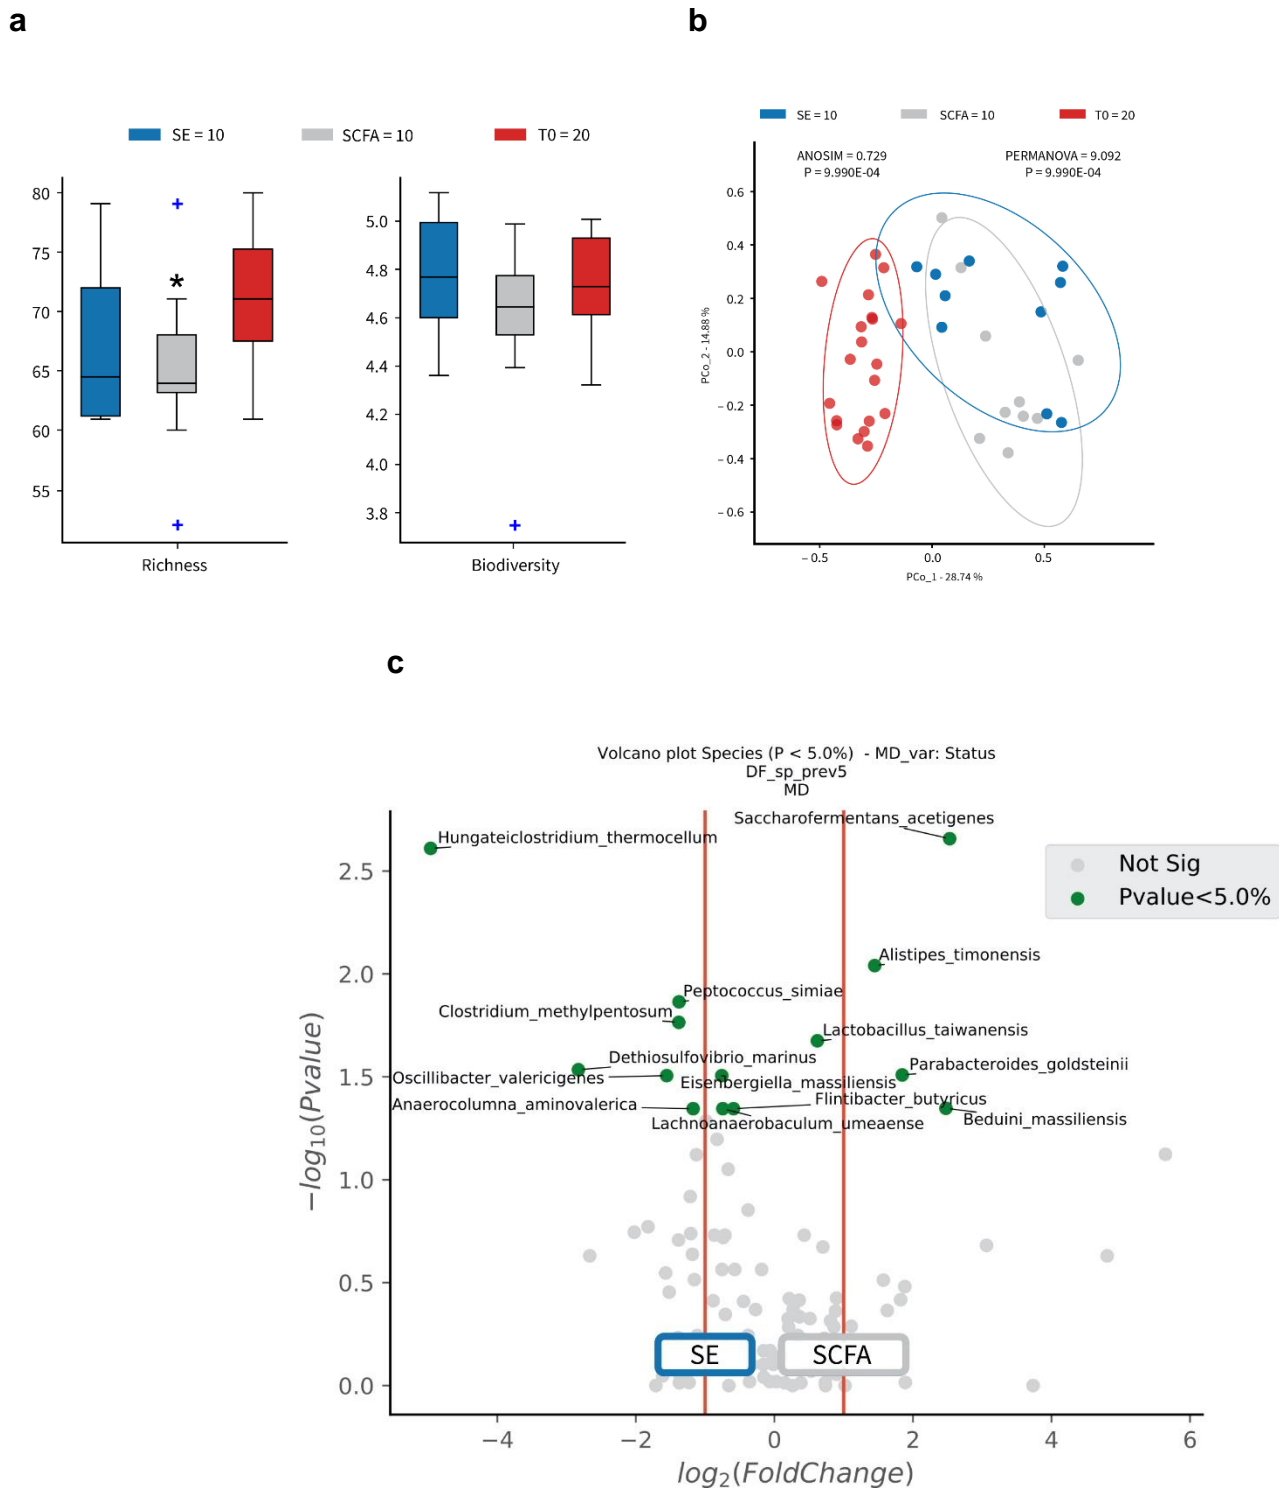 a
b
SE = 10
SCFA = 10
T0 = 20
80
75
70
65
60
55
*
Richness
5.0
4.8
4.6
4.4
4.2
4.0
3.8
Biodiversity
SE = 10
SCFA = 10
T0 = 20
ANOSIM = 0.729
P = 9.990E-04
PERMANOVA = 9.092
P = 9.990E-04
PCo_2 - 14.88 %
0.6
0.4
0.2
0.0
– 0.2
– 0.4
– 0.6
– 0.5
0.0
0.5
PCo_1 - 28.74 %
c
Volcano plot Species (P < 5.0%) - MD_var: Status
DF_sp_prev5
MD
Hungateiclostridium_thermocellum
Saccharofermentans_acetigenes
Not Sig
Pvalue<5.0%
Alistipes_timonensis
Peptococcus_simiae
Clostridium_methylpentosum
Lactobacillus_taiwanensis
Dethiosulfovibrio_marinus
Parabacteroides_goldsteinii
Oscillibacter_valericigenes
Eisenbergiella_massiliensis
Anaerocolumna_aminovalerica
Flintibacter_butyricus
Lachnoanaerobaculum_umeaense
Beduini_massiliensis
SE
SCFA
−log10(Pvalue)
2.5
2.0
1.5
1.0
0.5
0.0
−4
−2
0
2
4
6
log2(FoldChange)